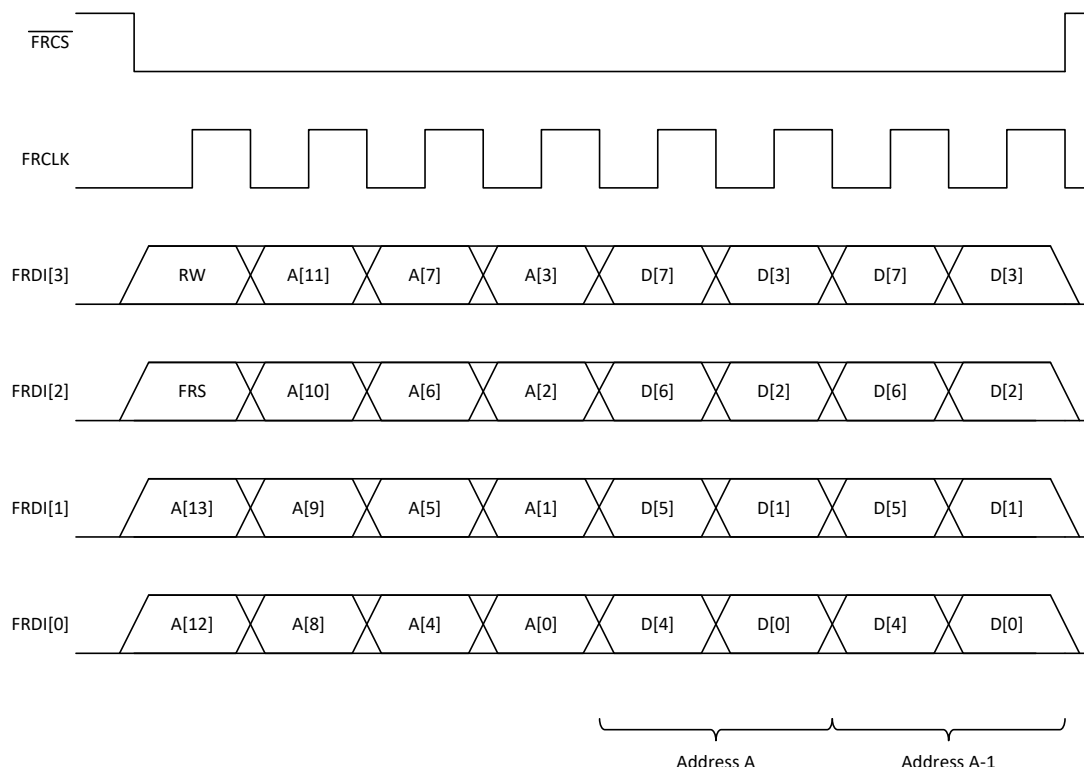 FRCS
FRCLK
FRDI[3] RW A[11] A[7] A[3] D[7] D[3] D[7] D[3]
FRDI[2] FRS A[10] A[6] A[2] D[6] D[2] D[6] D[2]
FRDI[1] A[13] A[9] A[5] A[1] D[5] D[1] D[5] D[1]
FRDI[0] A[12] A[8] A[4] A[0] D[4] D[0] D[4] D[0]
Address A Address A-1